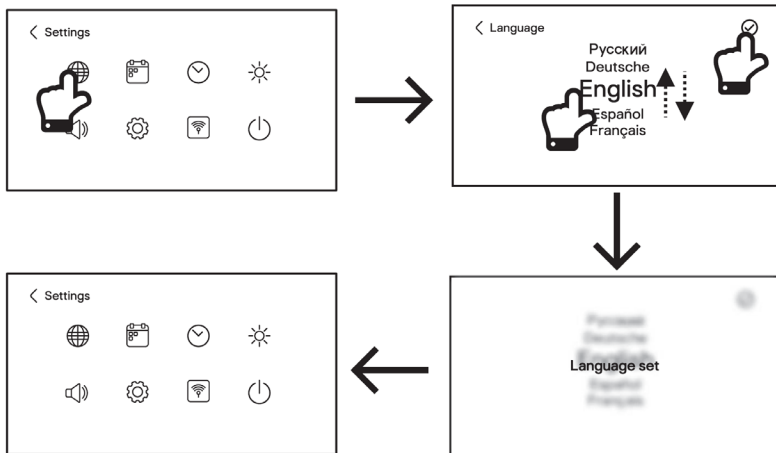 Settings
Language
Русский
Deutsche
English
Español
Français
Settings
Language set